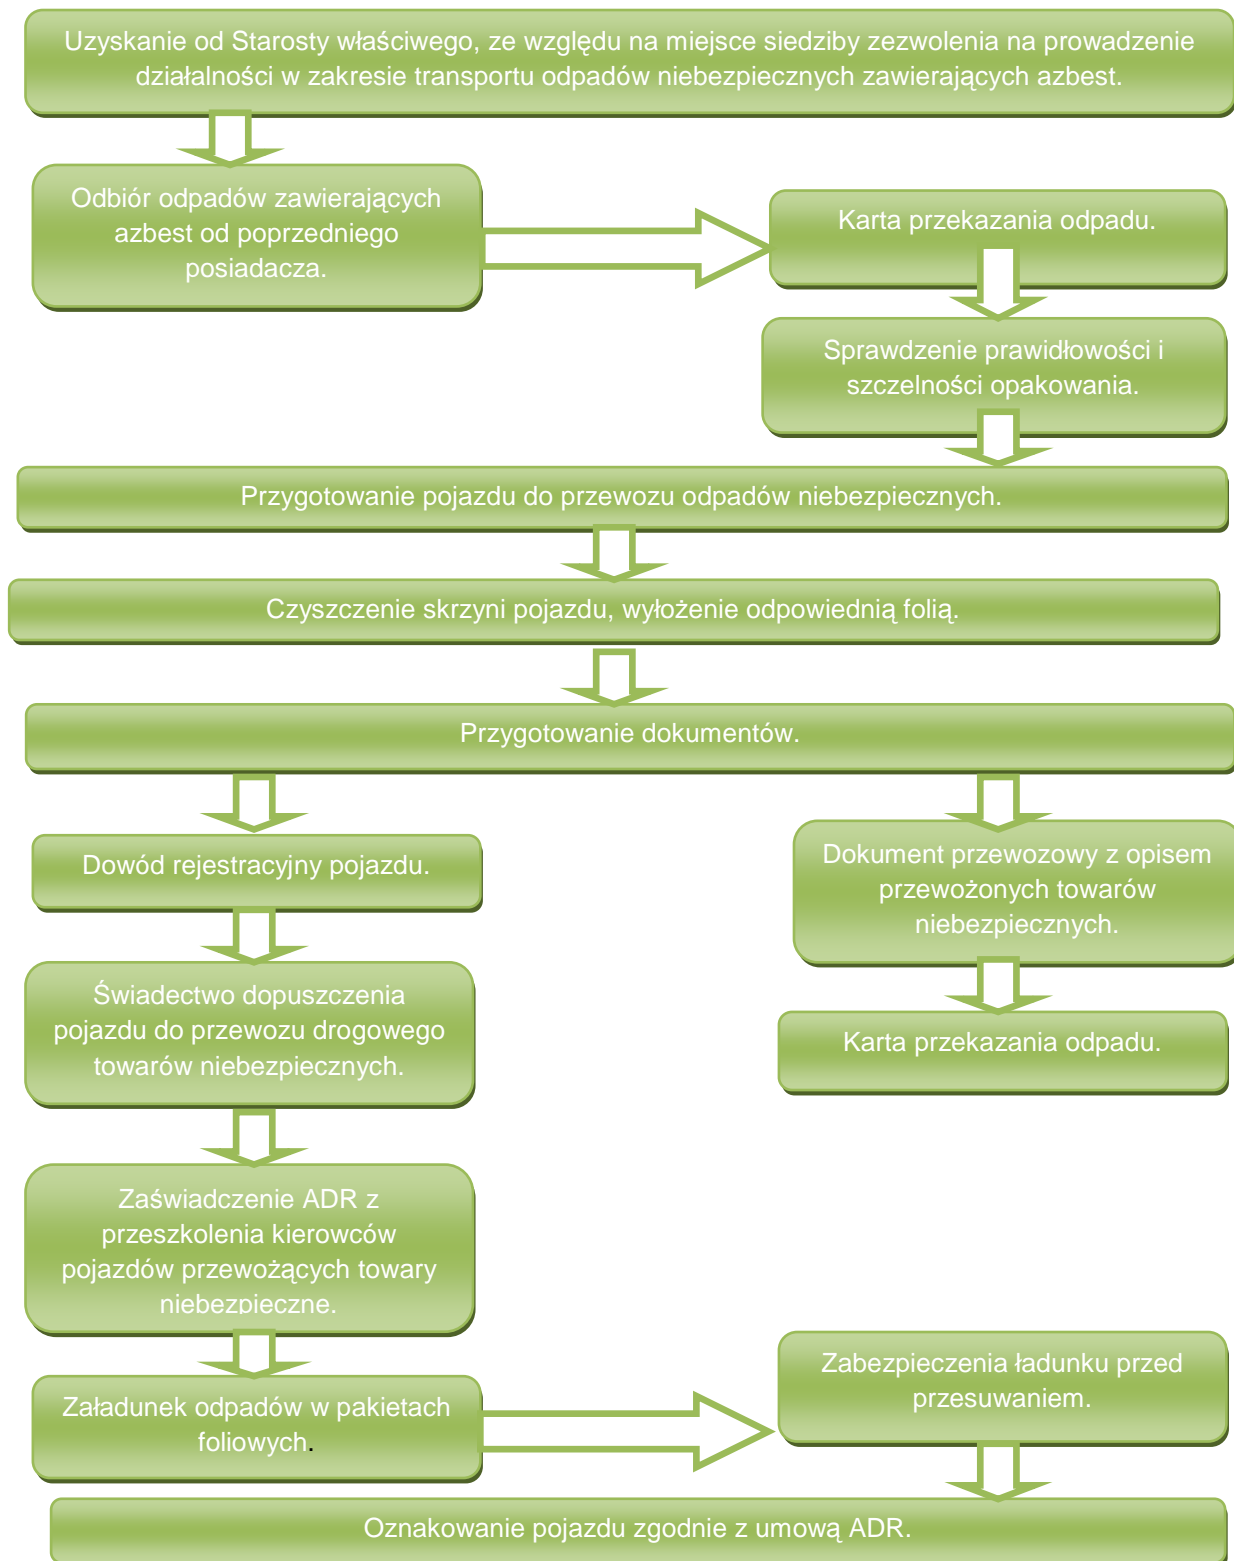 Uzyskanie od Starosty właściwego, ze względu na miejsce siedziby zezwolenia na prowadzenie
działalności w zakresie transportu odpadów niebezpiecznych zawierających azbest.
Odbiór odpadów zawierających
azbest od poprzedniego
posiadacza.
Karta przekazania odpadu.
Sprawdzenie prawidłowości i
szczelności opakowania.
Przygotowanie pojazdu do przewozu odpadów niebezpiecznych.
Czyszczenie skrzyni pojazdu, wyłożenie odpowiednią folią.
Przygotowanie dokumentów.
Dowód rejestracyjny pojazdu.
Świadectwo dopuszczenia
pojazdu do przewozu drogowego
towarów niebezpiecznych.
Zaświadczenie ADR z
przeszkolenia kierowców
pojazdów przewożących towary
niebezpieczne.
Dokument przewozowy z opisem
przewożonych towarów
niebezpiecznych.
Karta przekazania odpadu.
Załadunek odpadów w pakietach
foliowych.
Zabezpieczenia ładunku przed
przesuwaniem.
Oznakowanie pojazdu zgodnie z umową ADR.